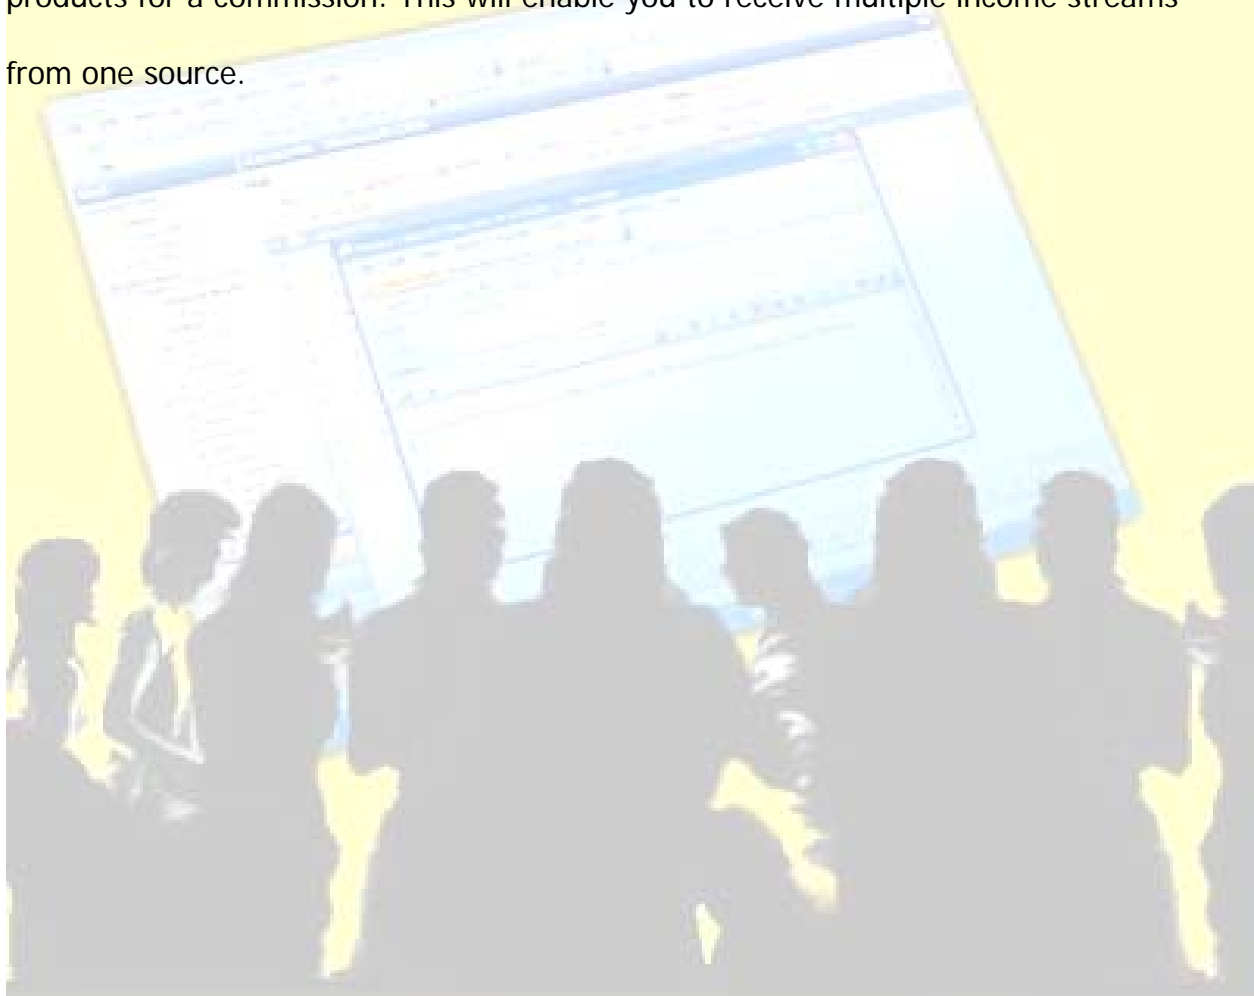 products for a commission. This will enable you to receive multiple income streams
from one source.